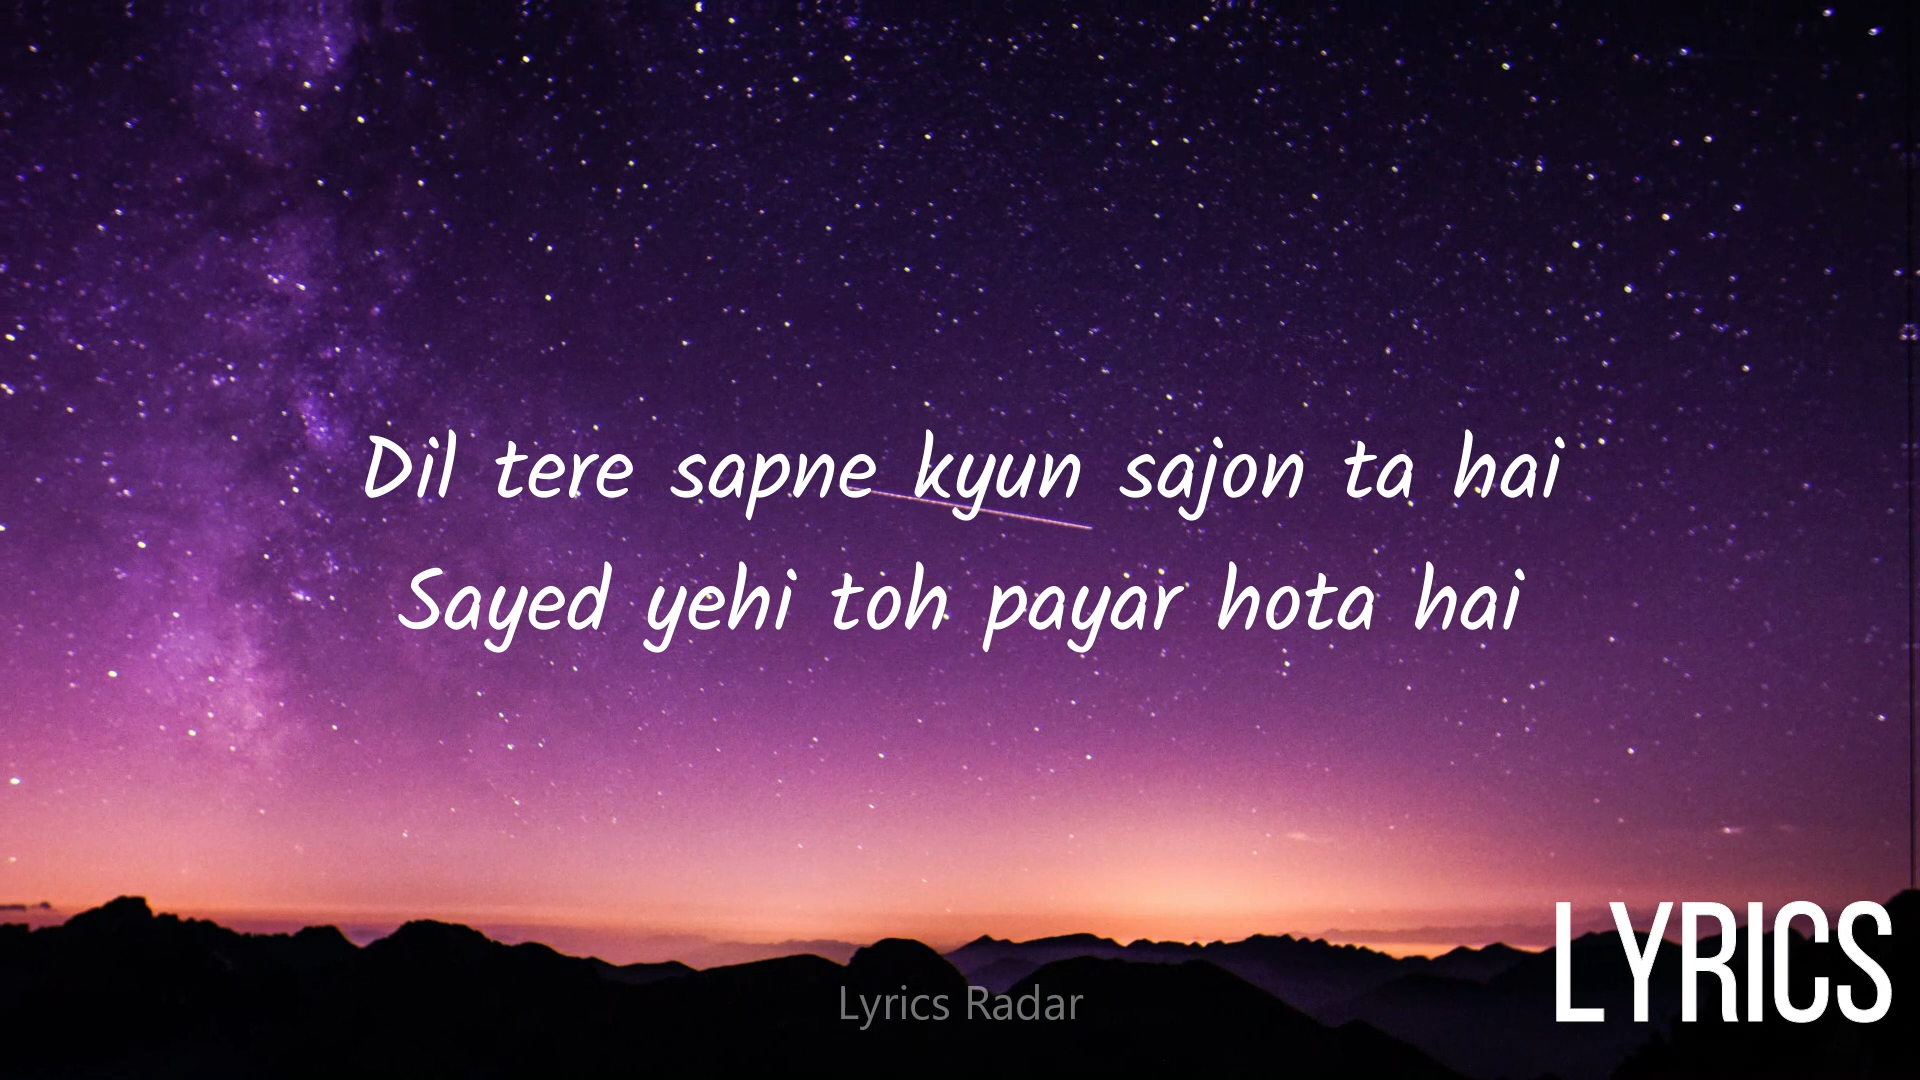 Dil tere sapne kyun sajon ta hai
Sayed yehi toh payar hota hai
LYRICS
Lyrics Radar